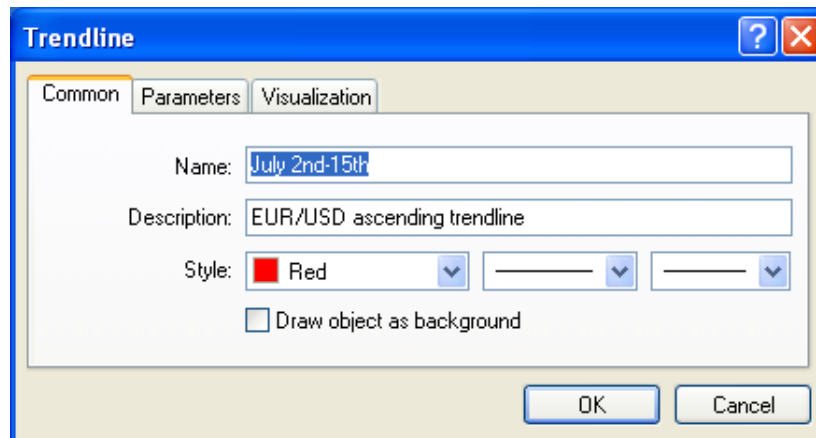 Trendline
?
Common Parameters Visualization
Name: July 2nd-15th
Description: EUR/USD ascending trendline
Style: Red
Draw object as background
OK Cancel